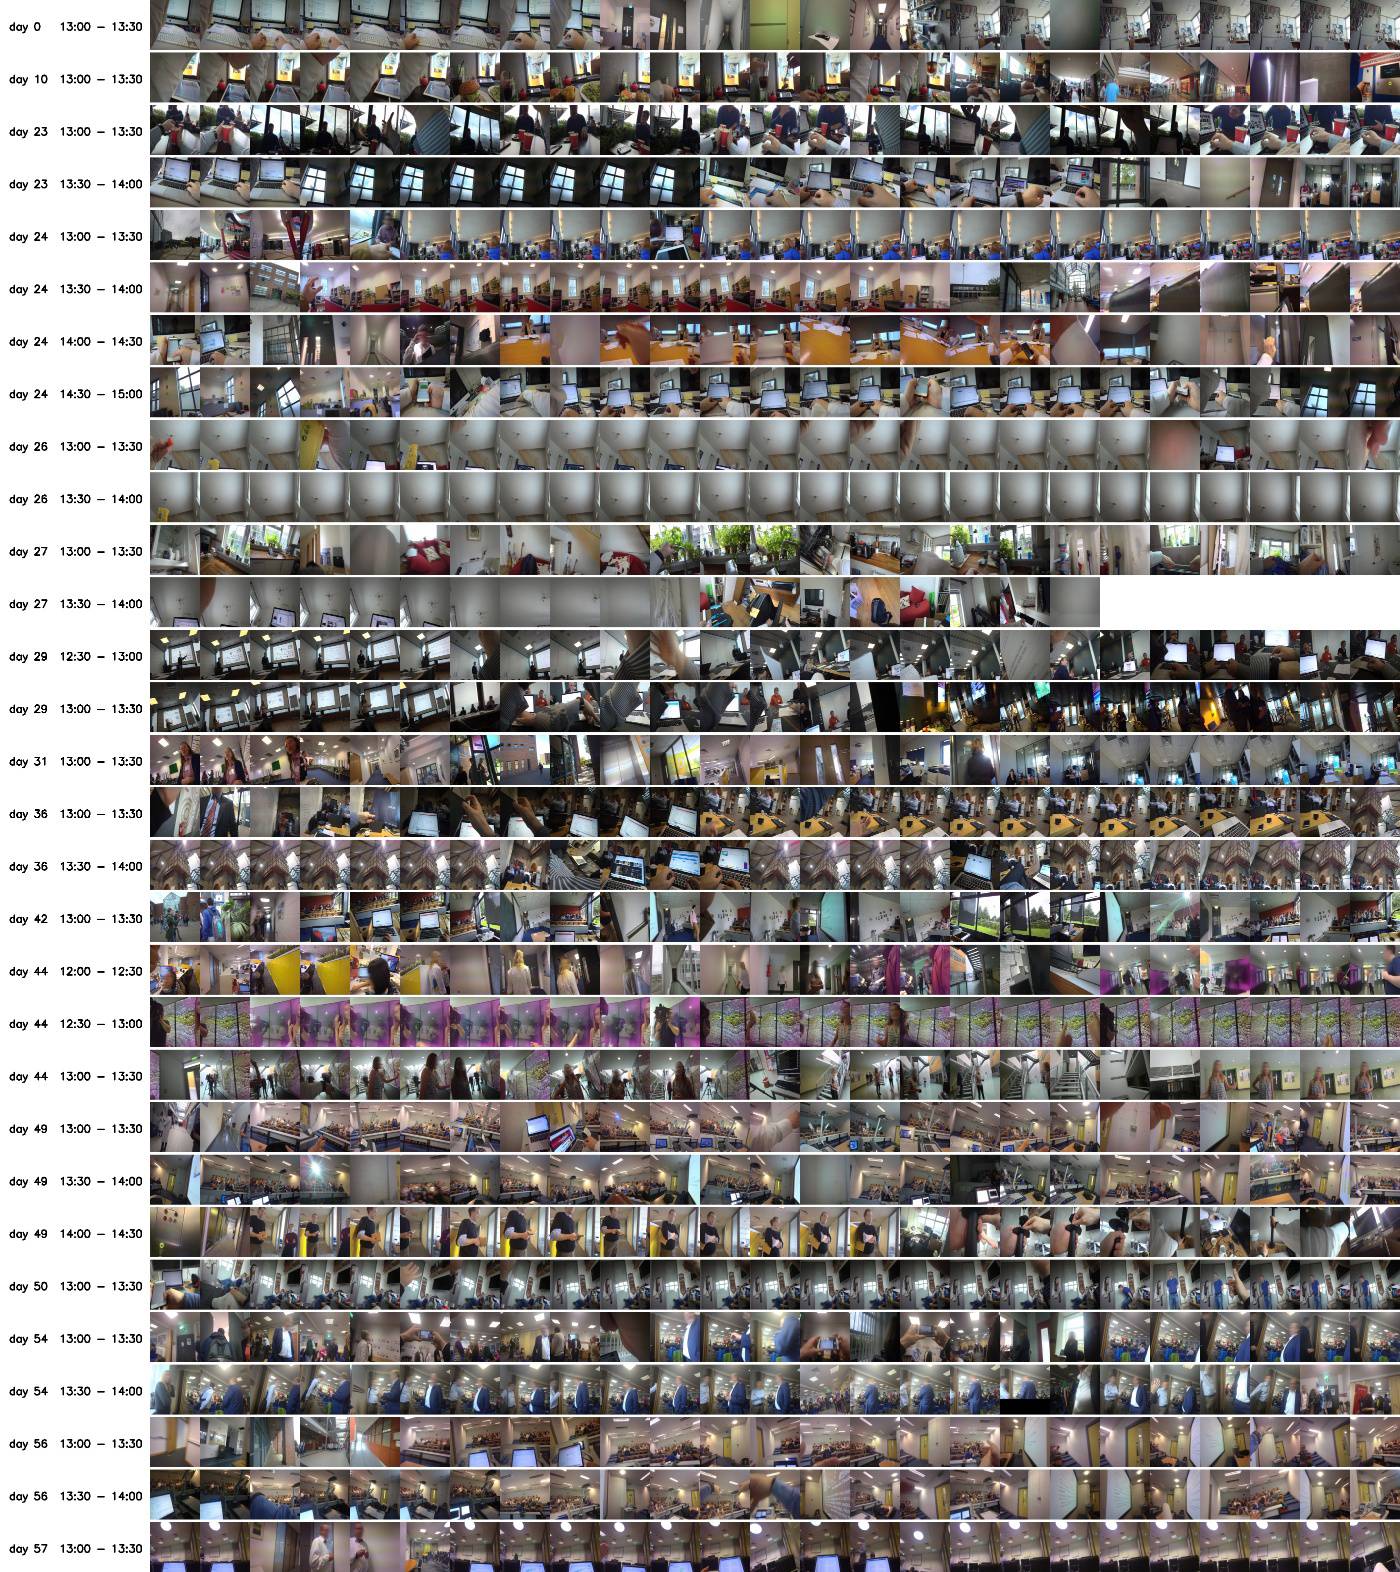 day 0 13:00 – 13:30
day 10 13:00 – 13:30
day 23 13:00 – 13:30
day 23 13:30 – 14:00
day 24 13:00 – 13:30
day 24 13:30 – 14:00
day 24 14:00 – 14:30
day 24 14:30 – 15:00
day 26 13:00 – 13:30
day 26 13:30 – 14:00
day 27 13:00 – 13:30
day 27 13:30 – 14:00
day 29 12:30 – 13:00
day 29 13:00 – 13:30
day 31 13:00 – 13:30
day 36 13:00 – 13:30
day 36 13:30 – 14:00
day 42 13:00 – 13:30
day 44 12:00 – 12:30
day 44 12:30 – 13:00
day 44 13:00 – 13:30
day 49 13:00 – 13:30
day 49 13:30 – 14:00
day 49 14:00 – 14:30
day 50 13:00 – 13:30
day 54 13:00 – 13:30
day 54 13:30 – 14:00
day 56 13:00 – 13:30
day 56 13:30 – 14:00
day 57 13:00 – 13:30